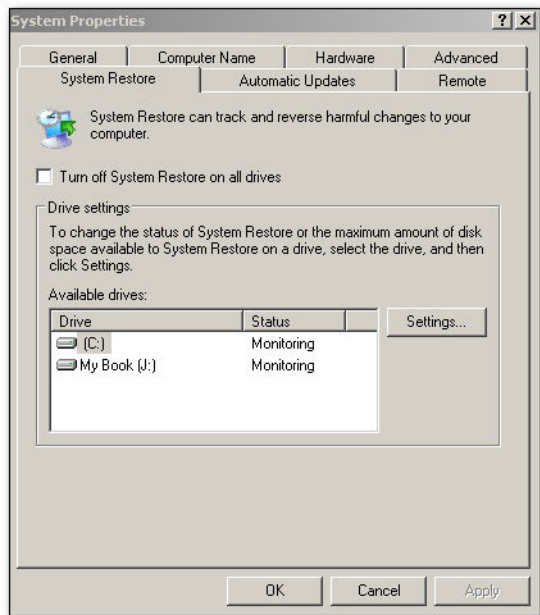 System Properties
? X
General Computer Name Hardware Advanced
System Restore Automatic Updates Remote
System Restore can track and reverse harmful changes to your
computer.
Turn off System Restore on all drives
Drive settings
To change the status of System Restore or the maximum amount of disk
space available to System Restore on a drive, select the drive, and then
click Settings.
Available drives:
Drive Status
Settings...
(C:) Monitoring
My Book (J:) Monitoring
OK Cancel Apply